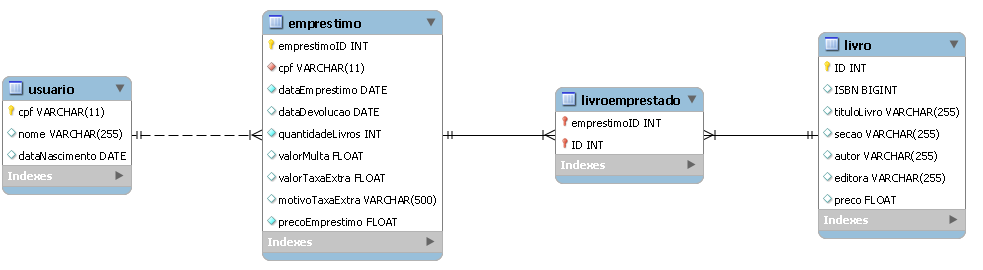 usuario
cpf VARCHAR(11)
nome VARCHAR(255)
dataNascimento DATE
Indexes
emprestimo
emprestimoID INT
cpf VARCHAR(11)
dataEmprestimo DATE
dataDevolucao DATE
quantidadeLivros INT
valorMulta FLOAT
valorTaxaExtra FLOAT
motivoTaxaExtra VARCHAR(500)
precoEmprestimo FLOAT
Indexes
livroemprestado
emprestimoID INT
ID INT
Indexes
livro
ID INT
ISBN BIGINT
tituloLivro VARCHAR(255)
secao VARCHAR(255)
autor VARCHAR(255)
editora VARCHAR(255)
preco FLOAT
Indexes